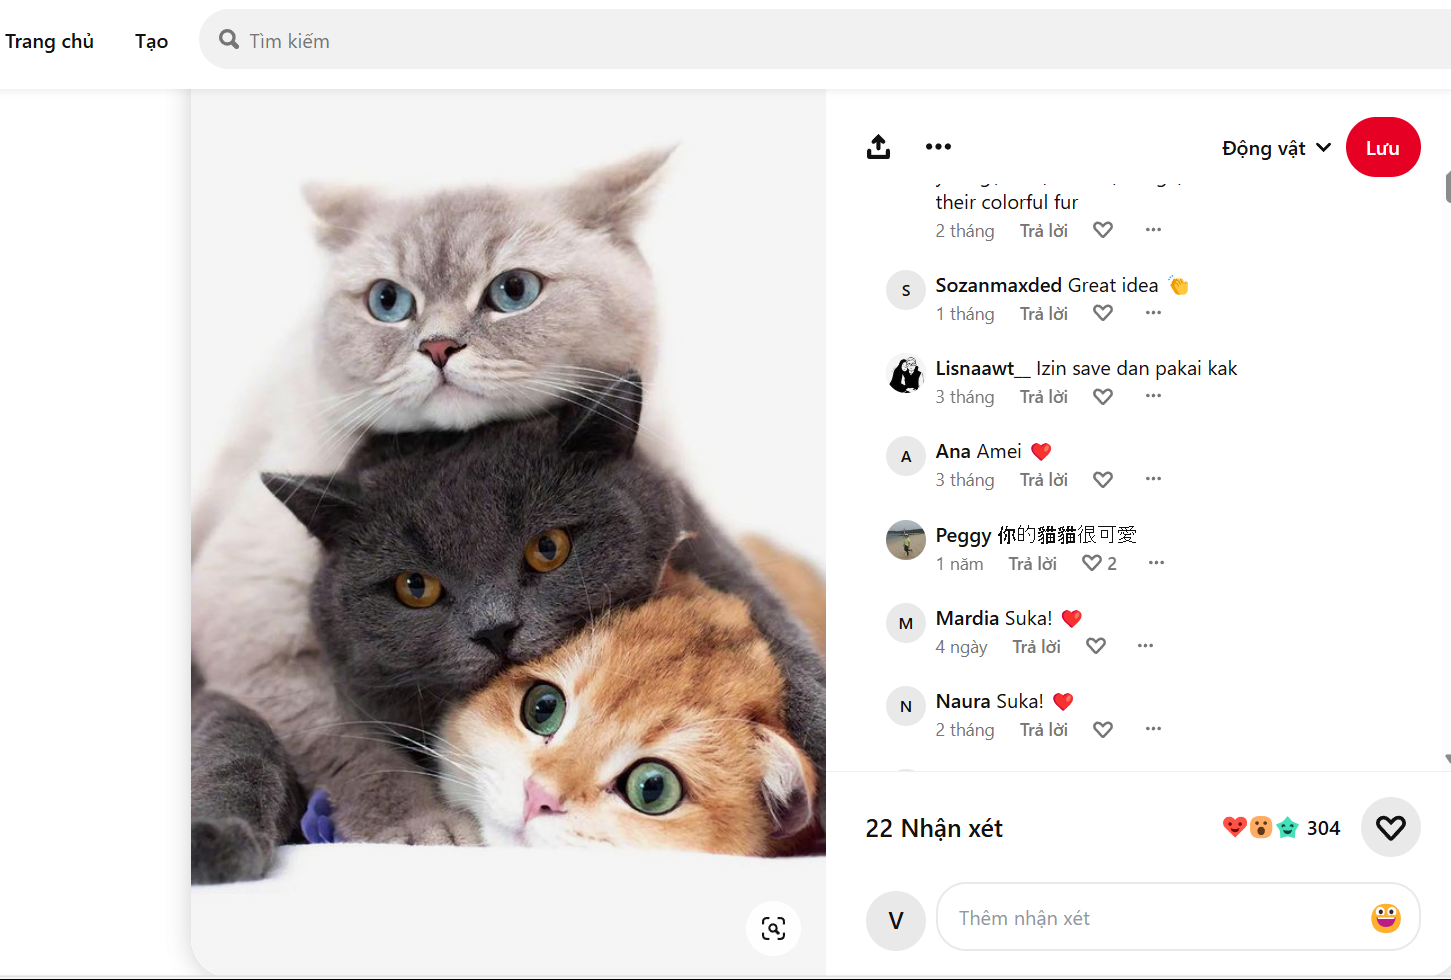 Trang chủ
Tạo
Tìm kiếm
Động vật
Lưu
their colorful fur
2 tháng Trả lời
S
Sozanmaxded Great idea 👏
1 tháng Trả lời
Lisnaawt__ Izin save dan pakai kak
3 tháng Trả lời
A
Ana Amei ❤️
3 tháng Trả lời
Peggy 你的貓貓很可愛
1 năm Trả lời 2
M
Mardia Suka! ❤️
4 ngày Trả lời
N
Naura Suka! ❤️
2 tháng Trả lời
22 Nhận xét
304
V
Thêm nhận xét